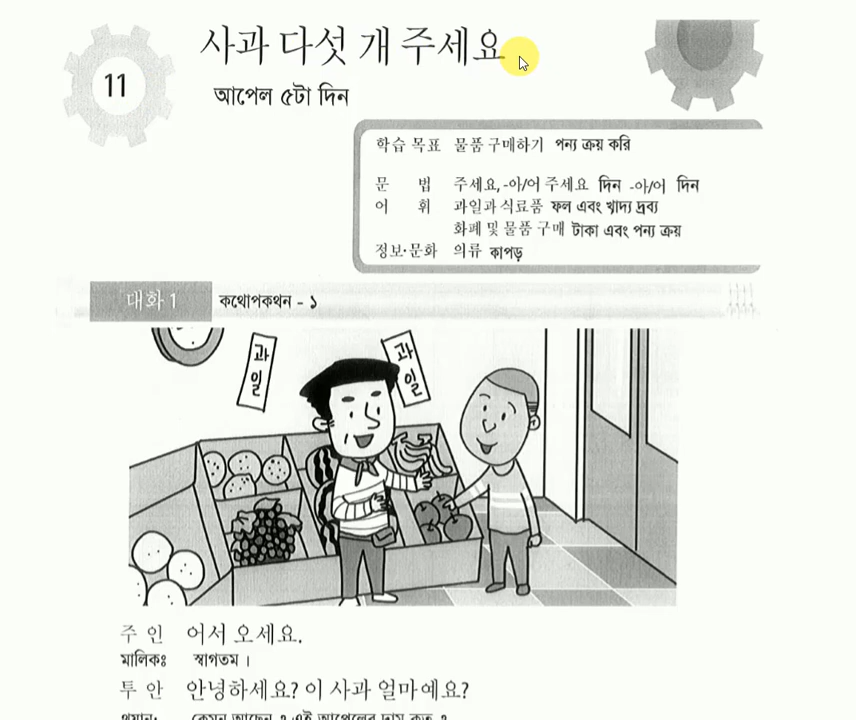 11
사과 다섯 개 주세요
আপেল ৫টা দিন
학습 목표 물품 구매하기 পন্য ক্রয় করি
문 법 주세요, -아/어 주세요 দিন -아/어 দিন
어 휘 과일과 식료품 ফল এবং খাদ্য দ্রব্য
화폐 및 물품 구매 টাকা এবং পন্য ক্রয়
정보·문화 의류 কাপড়
대화 1 কথোপকথন - ১
과일
과일
주 인 어서 오세요.
মালিকঃ স্বাগতম ।
투 안 안녕하세요? 이 사과 얼마예요?
থুয়ান: কেমন আছেন ? এই আপেলের দাম কত ?